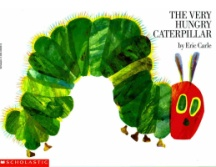 THE VERY
HUNGRY
CATERPILLAR
by Eric Carle
SCHOLASTIC